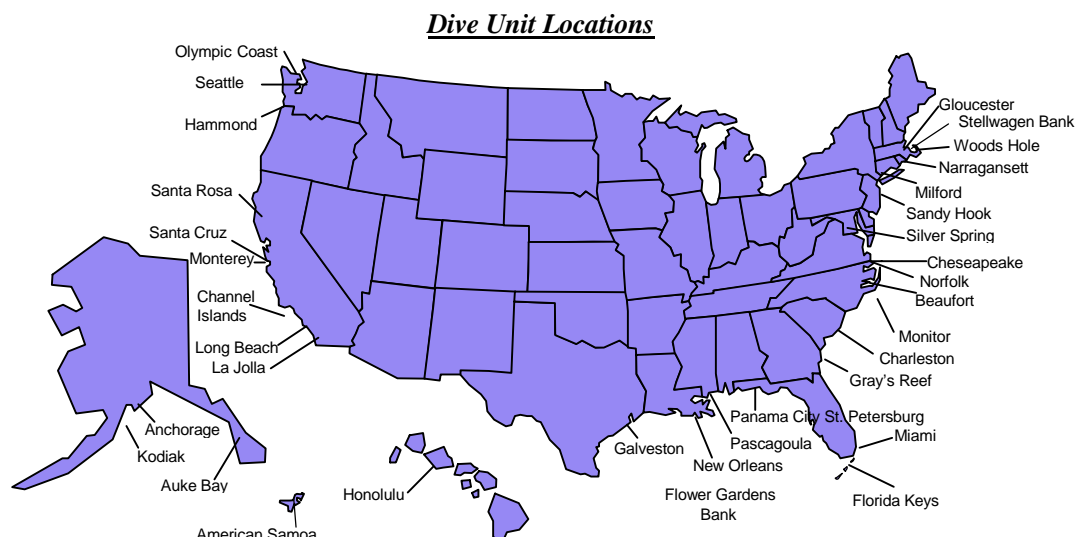 Dive Unit Locations
Olympic Coast
Seattle
Hammond
Santa Rosa
Santa Cruz
Monterey
Channel
Islands
Long Beach
La Jolla
Anchorage
Kodiak
Auke Bay
American Samoa
Honolulu
Gloucester
Stellwagen Bank
Woods Hole
Narragansett
Milford
Sandy Hook
Silver Spring
Cheseapeake
Norfolk
Beaufort
Monitor
Charleston
Gray's Reef
Panama City St. Petersburg
Miami
Pascagoula
Galveston
New Orleans
Flower Gardens
Bank
Florida Keys